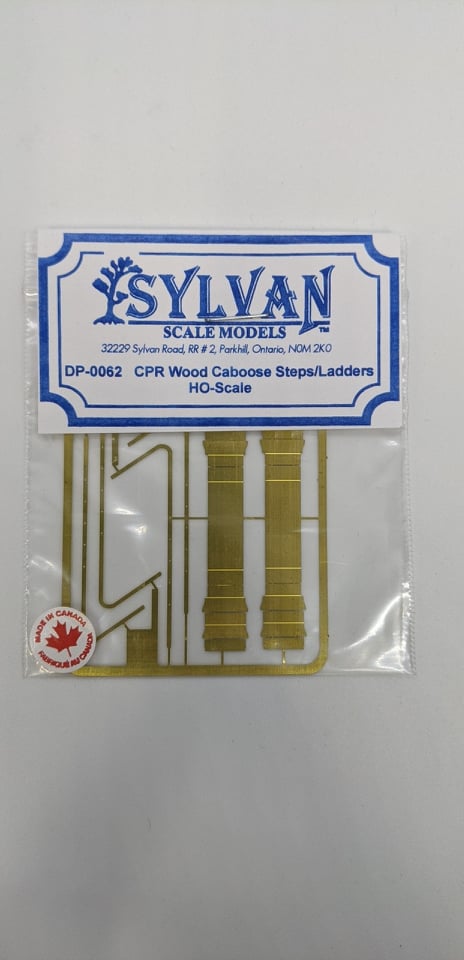 SYLVAN
SCALE MODELS ™
32229 Sylvan Road, RR # 2, Parkhill, Ontario, N0M 2K0
DP-0062 CPR Wood Caboose Steps/Ladders
HO-Scale
MADE IN CANADA
FABRIQUÉ AU CANADA